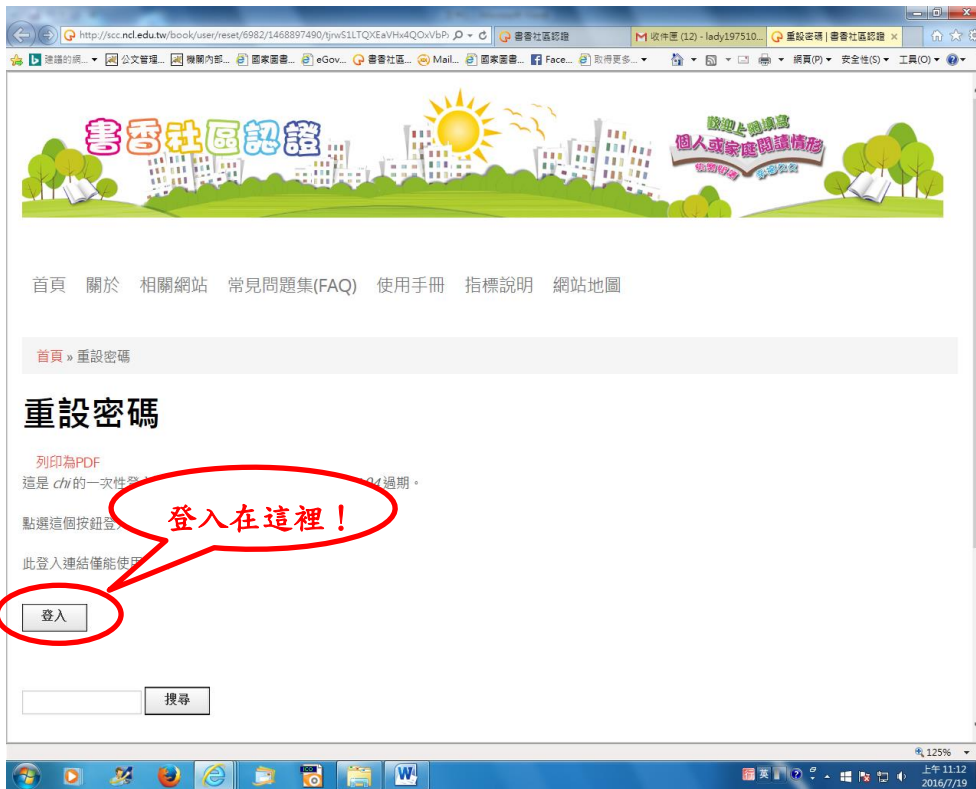 http://scc.ncl.edu.tw/book/user/reset/6982/1468897490/tjrwS1LTQXEaVHx4QOxVbP
書香社區認證
收件匣 (12) - lady197510...
重設密碼 | 書香社區認證
建議的網...
公文管理...
機關內部...
國家圖書...
eGov...
書香社區...
Mail...
國家圖書...
Face...
取得更多...
網頁(P)
安全性(S)
工具(O)
書香社區認證
歡迎上網填寫
個人或家庭閱讀情形
首頁 關於 相關網站 常見問題集(FAQ) 使用手冊 指標說明 網站地圖
首頁 » 重設密碼
重設密碼
列印為PDF
這是 chi 的一次性登 過期。
點選這個按鈕登
此登入連結僅能使用
登入在這裡！
登入
搜尋
125%
英
上午 11:12
2016/7/19